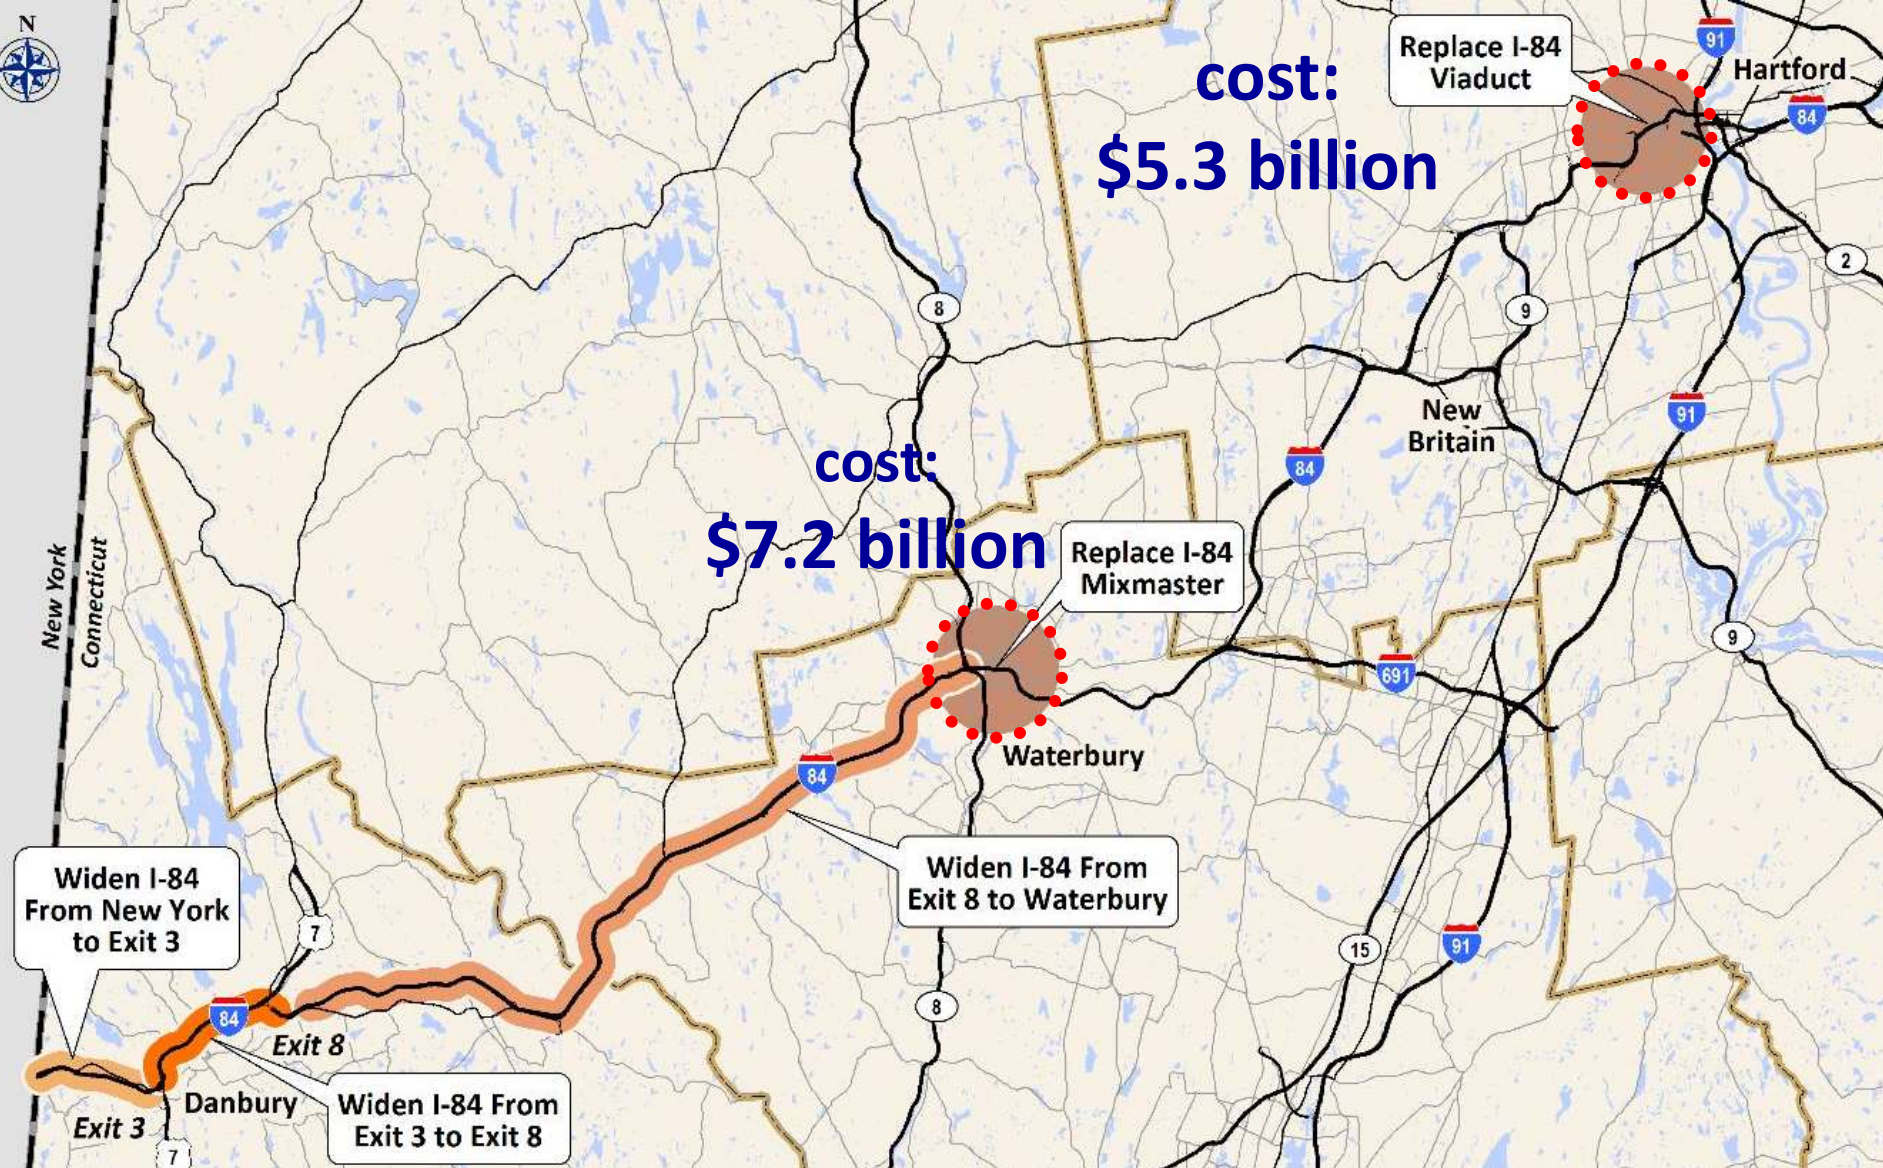 N
cost:
$5.3 billion
Replace I-84
Viaduct
91
Hartford
84
2
8
9
New
Britain
91
84
cost:
$7.2 billion
Replace I-84
Mixmaster
New York
Connecticut
9
691
Waterbury
84
Widen I-84
From New York
to Exit 3
Widen I-84 From
Exit 8 to Waterbury
7
15
91
84
8
Exit 8
Danbury
Exit 3
Widen I-84 From
Exit 3 to Exit 8
7